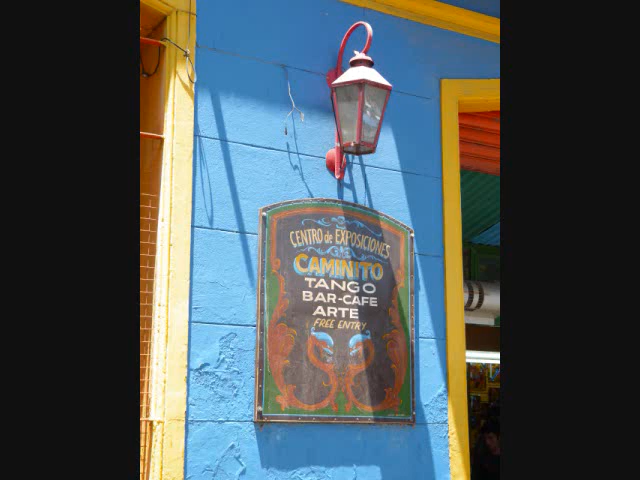 CENTRO de EXPOSICIONES
CAMINITO
TANGO
BAR-CAFE
ARTE
FREE ENTRY